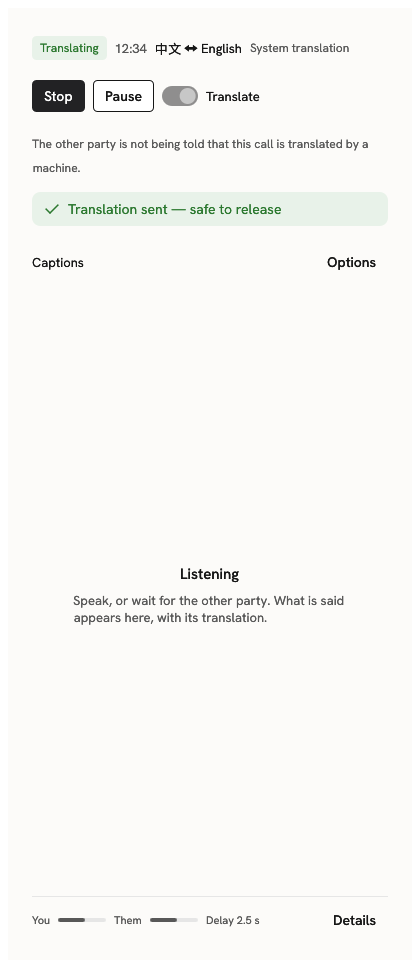 Translating 12:34 中文 ⬌ English System translation
Stop Pause Translate
The other party is not being told that this call is translated by a
machine.
Translation sent — safe to release
Captions Options
Listening
Speak, or wait for the other party. What is said
appears here, with its translation.
You Them Delay 2.5 s Details